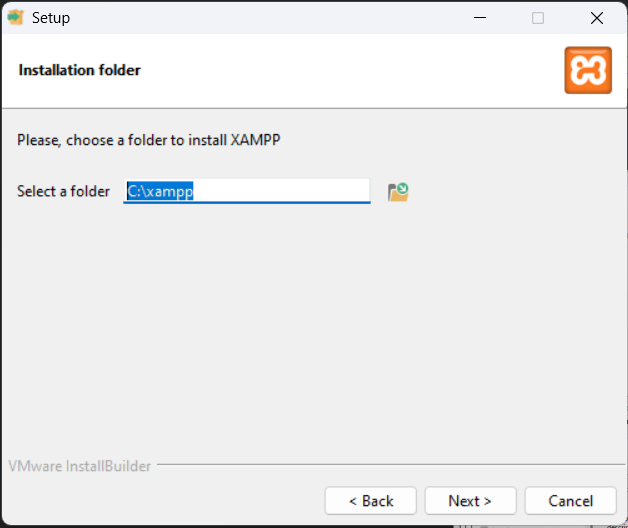 Setup
Installation folder
Please, choose a folder to install XAMPP
Select a folder C:\xampp
VMware InstallBuilder
< Back Next > Cancel